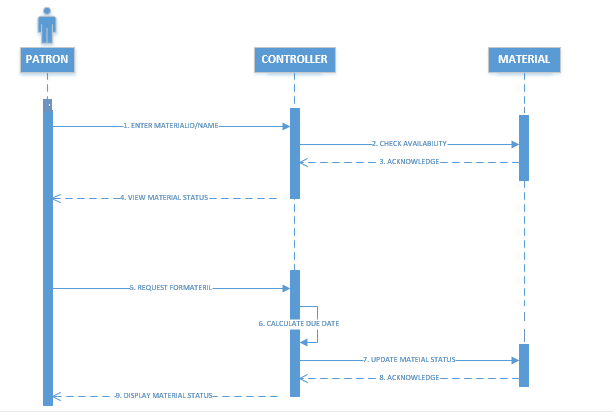 PATRON
CONTROLLER
MATERIAL
1. ENTER MATERIALID/NAME
2. CHECK AVAILABILITY
3. ACKNOWLEDGE
4. VIEW MATERIAL STATUS
5. REQUEST FORMATERIL
6. CALCULATE DUE DATE
7. UPDATE MATEIAL STATUS
8. ACKNOWLEDGE
9. DISPLAY MATERIAL STATUS